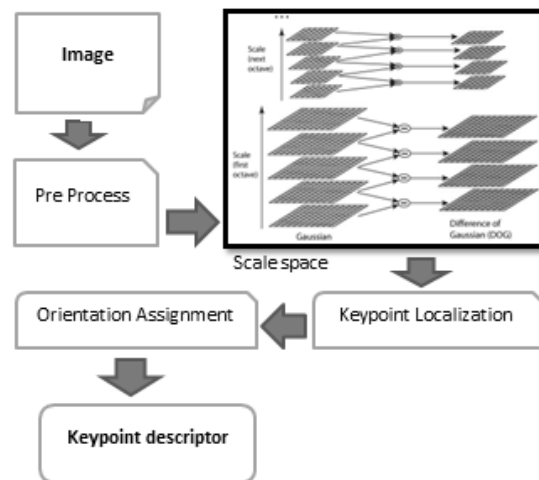 Image
Pre Process
...
Scale
(next
octave)
Scale
(first
octave)
Gaussian
Difference of
Gaussian (DOG)
Scale space
Keypoint Localization
Orientation Assignment
Keypoint descriptor